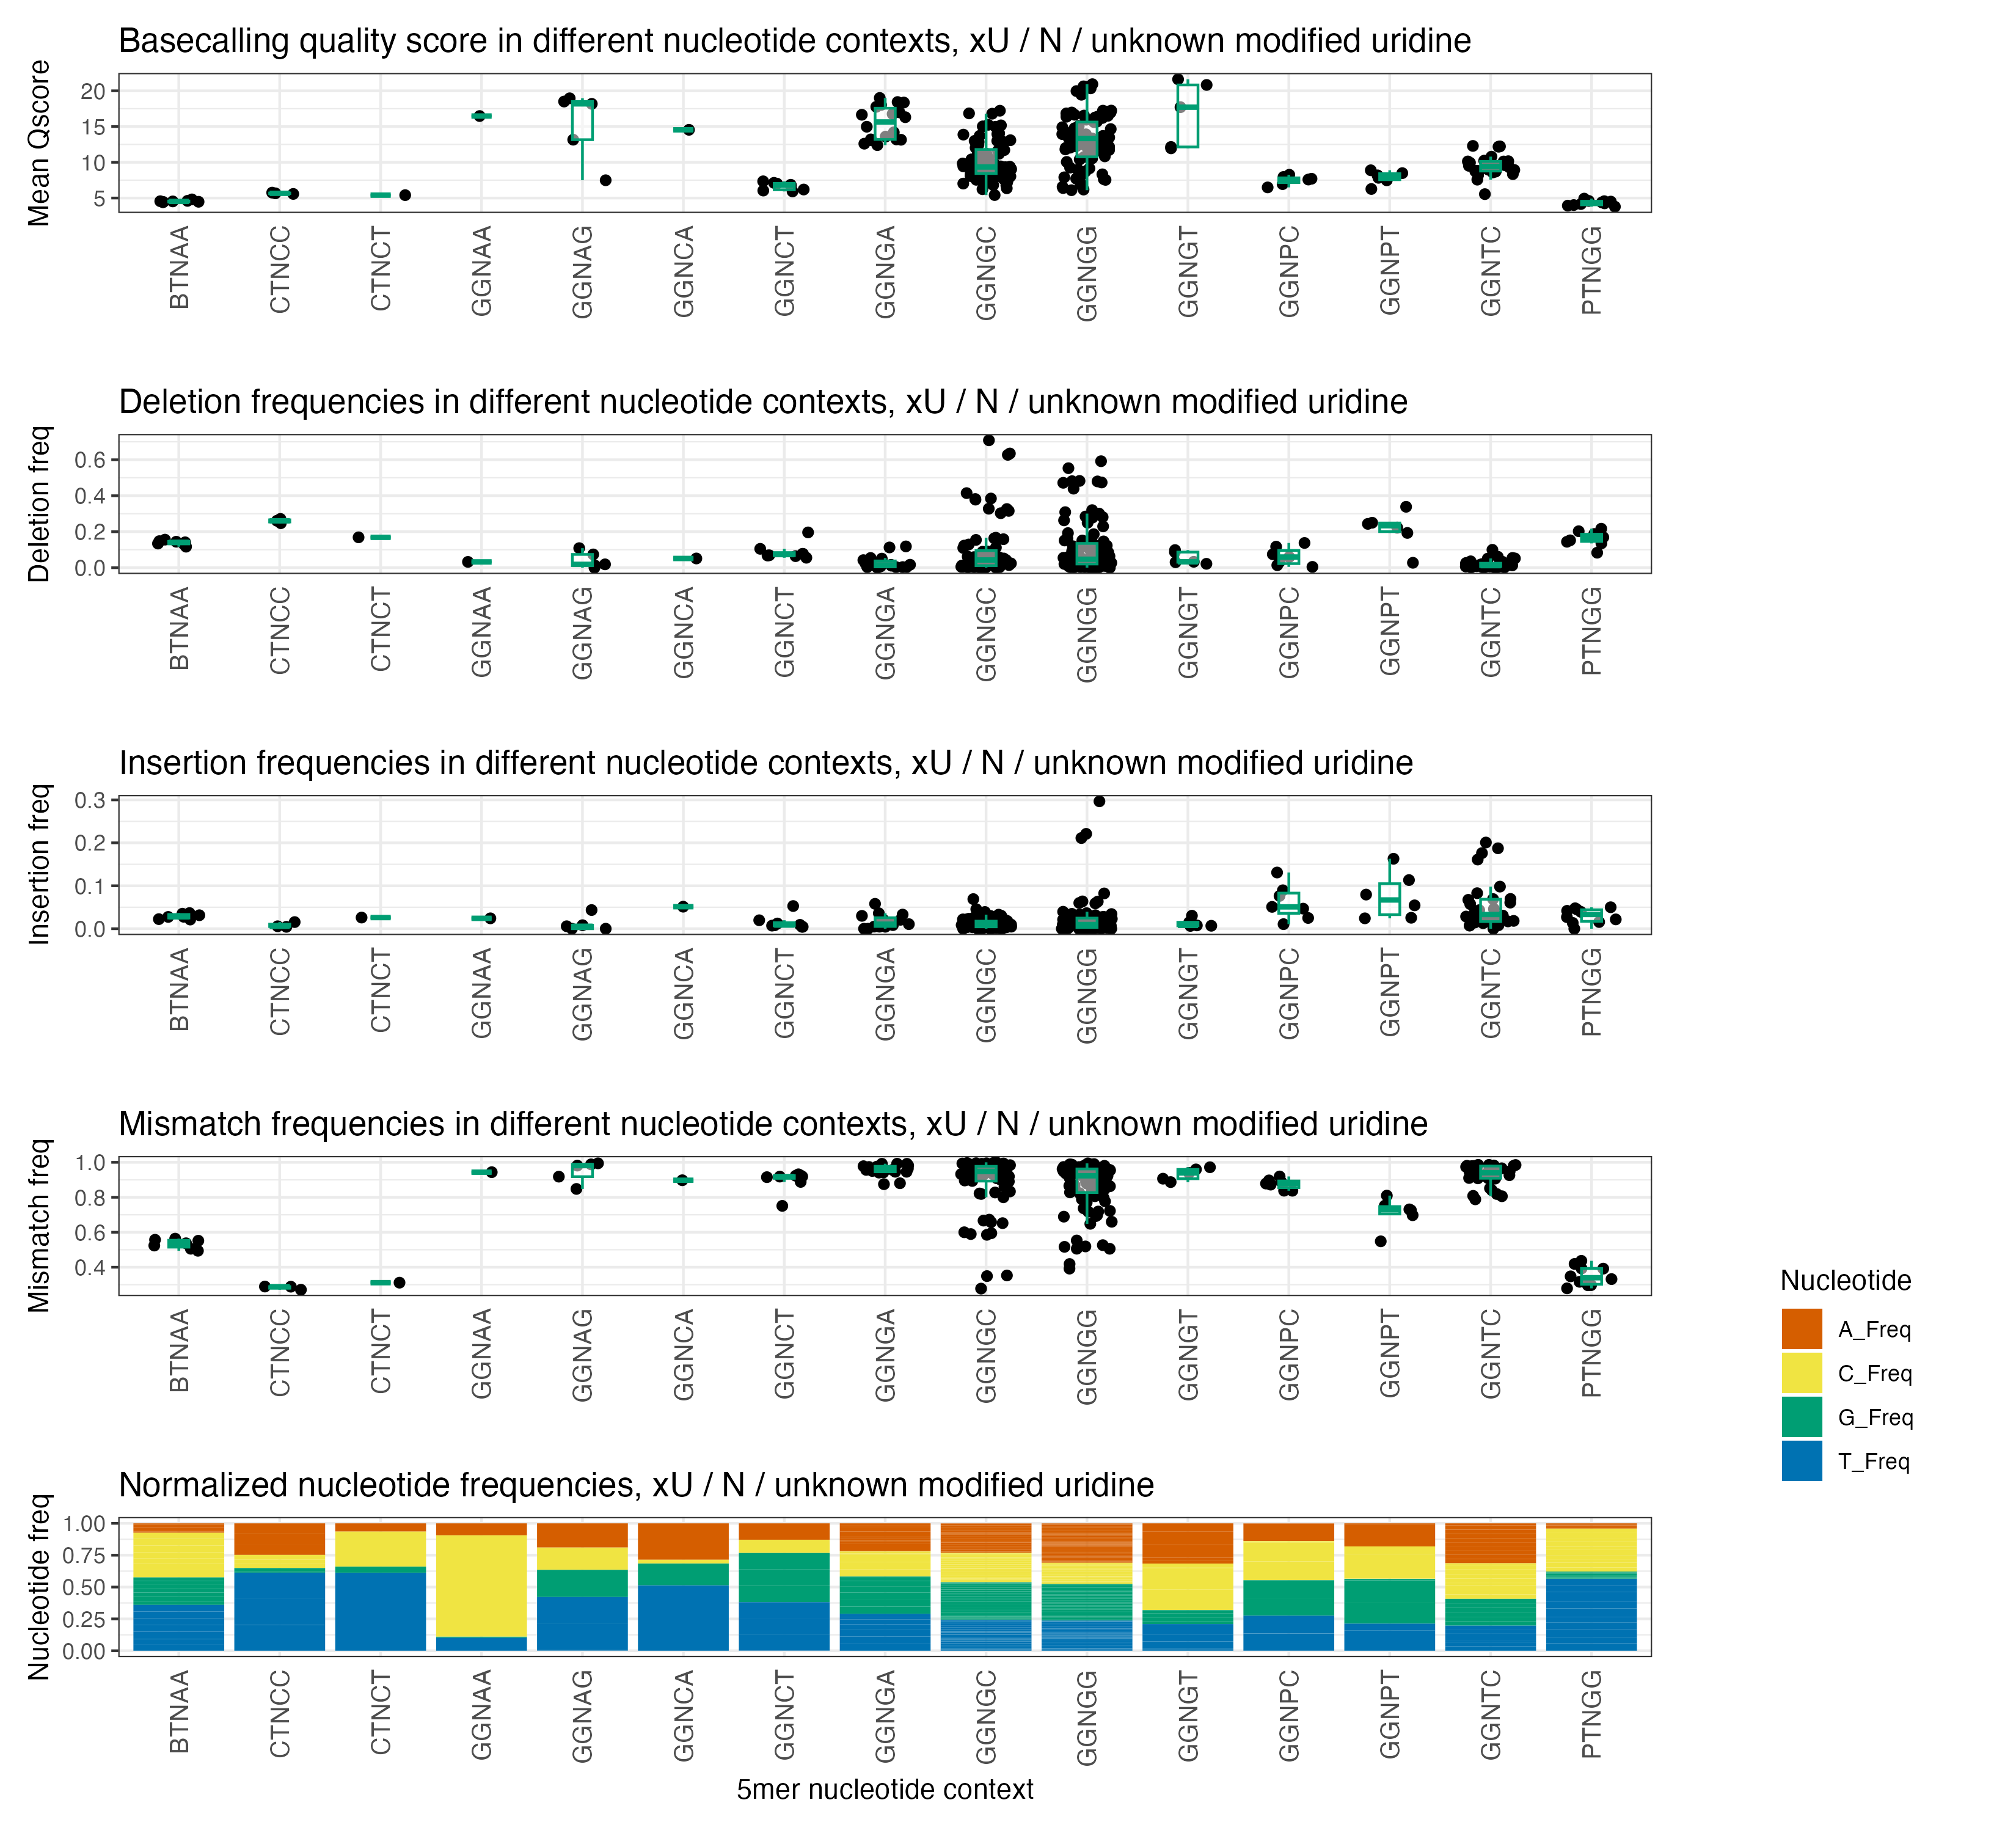 Basecalling quality score in different nucleotide contexts, xU / N / unknown modified uridine
Mean Qscore
20
15
10
5
BTNAA
CTNCC
CTNCT
GGNAA
GGNAG
GGNCA
GGNCT
GGNGA
GGNGC
GGNGG
GGNGT
GGNPC
GGNPT
GGNTC
PTNGG
Deletion frequencies in different nucleotide contexts, xU / N / unknown modified uridine
Deletion freq
0.6
0.4
0.2
0.0
BTNAA
CTNCC
CTNCT
GGNAA
GGNAG
GGNCA
GGNCT
GGNGA
GGNGC
GGNGG
GGNGT
GGNPC
GGNPT
GGNTC
PTNGG
Insertion frequencies in different nucleotide contexts, xU / N / unknown modified uridine
Insertion freq
0.3
0.2
0.1
0.0
BTNAA
CTNCC
CTNCT
GGNAA
GGNAG
GGNCA
GGNCT
GGNGA
GGNGC
GGNGG
GGNGT
GGNPC
GGNPT
GGNTC
PTNGG
Mismatch frequencies in different nucleotide contexts, xU / N / unknown modified uridine
Mismatch freq
1.0
0.8
0.6
0.4
BTNAA
CTNCC
CTNCT
GGNAA
GGNAG
GGNCA
GGNCT
GGNGA
GGNGC
GGNGG
GGNGT
GGNPC
GGNPT
GGNTC
PTNGG
Nucleotide
A_Freq
C_Freq
G_Freq
T_Freq
Normalized nucleotide frequencies, xU / N / unknown modified uridine
Nucleotide freq
1.00
0.75
0.50
0.25
0.00
BTNAA
CTNCC
CTNCT
GGNAA
GGNAG
GGNCA
GGNCT
GGNGA
GGNGC
GGNGG
GGNGT
GGNPC
GGNPT
GGNTC
PTNGG
5mer nucleotide context